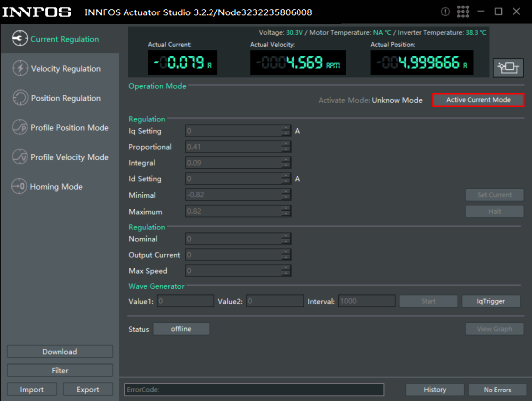 INNFOS INNFOS Actuator Studio 3.2.2/Node3232235806008
Current Regulation
Velocity Regulation
Position Regulation
Profile Position Mode
Profile Velocity Mode
Homing Mode
Download
Filter
Import Export
Voltage: 30.3V / Motor Temperature: NA °C / Inverter Temperature: 38.3 °C
Actual Current: Actual Velocity: Actual Position:
-0.079 A -4.569 RPM -4.999666 R
Operation Mode
Activate Mode: Unknow Mode Active Current Mode
Regulation
Iq Setting 0 A
Proportional 0.41
Integral 0.09
Id Setting 0 A
Minimal -0.82 Set Current
Maximum 0.82 Halt
Regulation
Nominal 0
Output Current 0
Max Speed 0
Wave Generator
Value1: 0 Value2: 0 Interval: 1000 Start IqTrigger
Status offline View Graph
ErrorCode: History No Errors